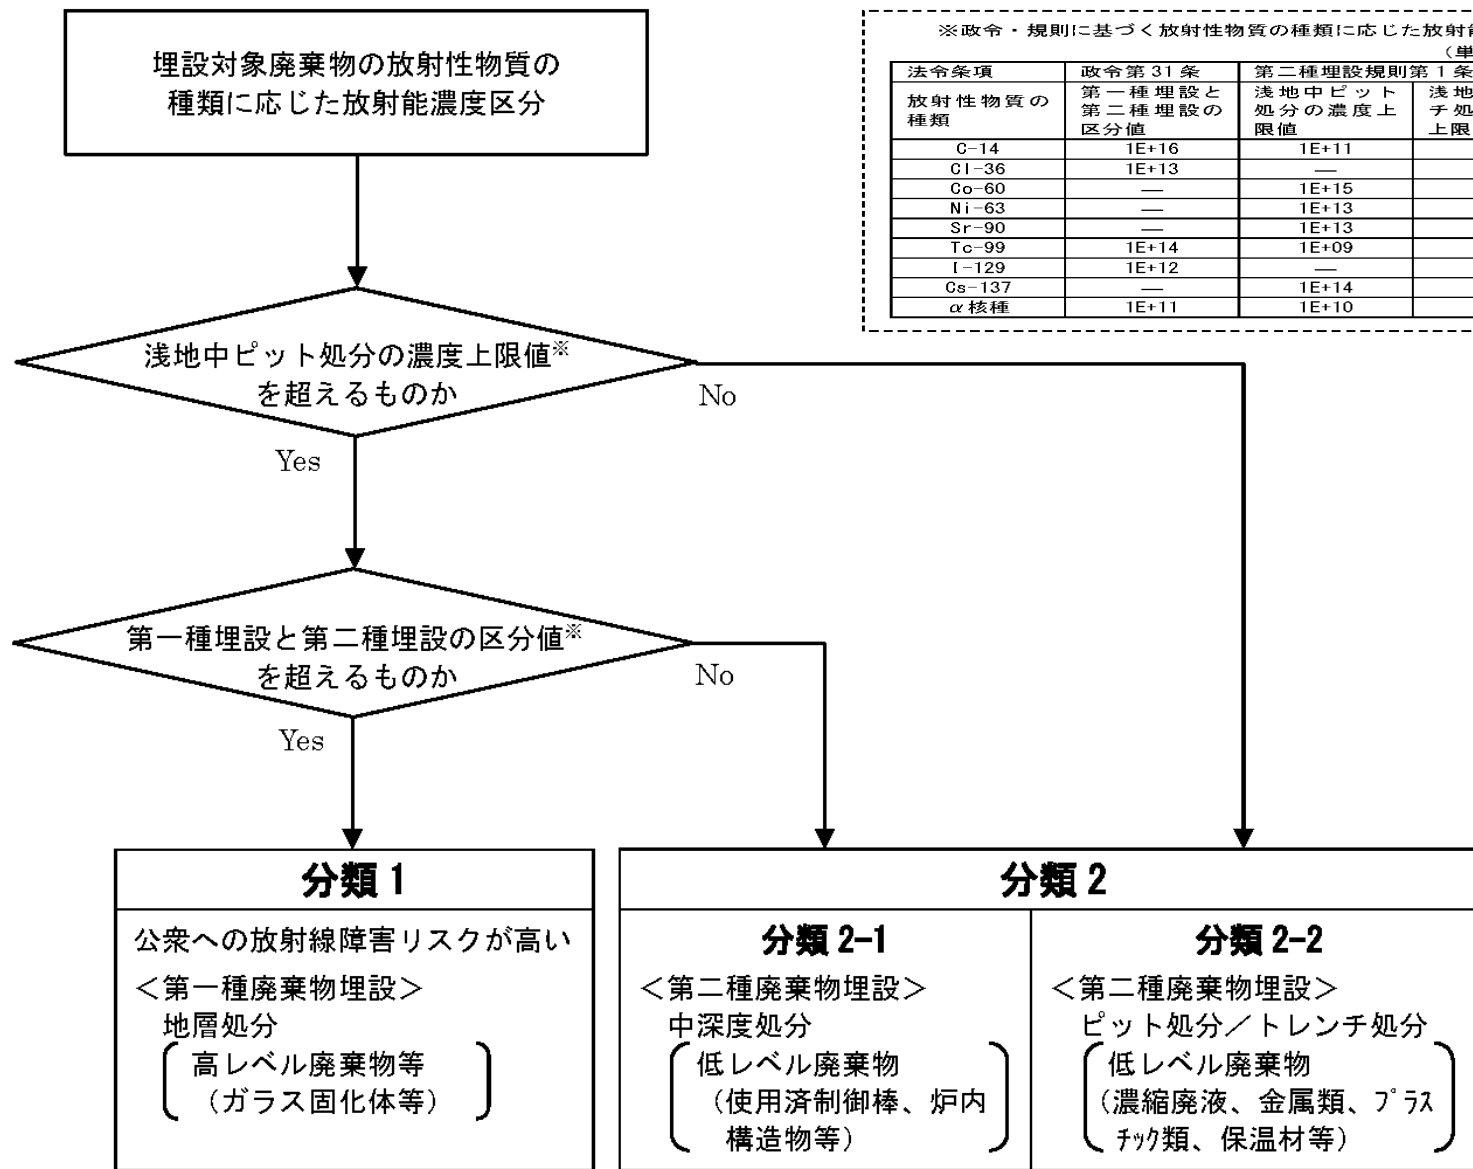 埋設対象廃棄物の放射性物質の
種類に応じた放射能濃度区分
※政令・規則に基づく放射性物質の種類に応じた放射能
(単
法令条項 政令第31条 第二種埋設規則第1条
放射性物質の種類 第一種埋設と第二種埋設の区分値 浅地中ピット処分の濃度上限値 浅地 チ処 上限
C-14 1E+16 1E+11
Cl-36 1E+13 —
Co-60 — 1E+15
Ni-63 — 1E+13
Sr-90 — 1E+13
Tc-99 1E+14 1E+09
I-129 1E+12 —
Cs-137 — 1E+14
α核種 1E+11 1E+10
浅地中ピット処分の濃度上限値※
を超えるものか
No
Yes
第一種埋設と第二種埋設の区分値※
を超えるものか
No
Yes
分類1
公衆への放射線障害リスクが高い
<第一種廃棄物埋設>
地層処分
高レベル廃棄物等
(ガラス固化体等)
分類2
分類2-1
<第二種廃棄物埋設>
中深度処分
低レベル廃棄物
(使用済制御棒、炉内
構造物等)
分類2-2
<第二種廃棄物埋設>
ピット処分/トレンチ処分
低レベル廃棄物
(濃縮廃液、金属類、プラス
チック類、保温材等)